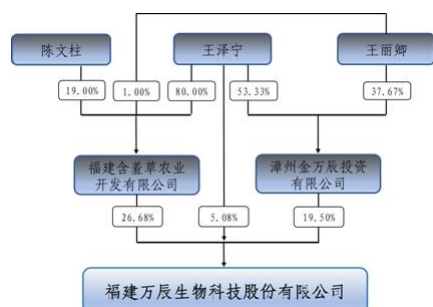 陈文柱
王泽宁
王丽卿
19.00%
1.00%
80.00%
53.33%
37.67%
福建含羞草农业
开发有限公司
漳州金万辰投资
有限公司
26.68%
5.08%
19.50%
福建万辰生物科技股份有限公司